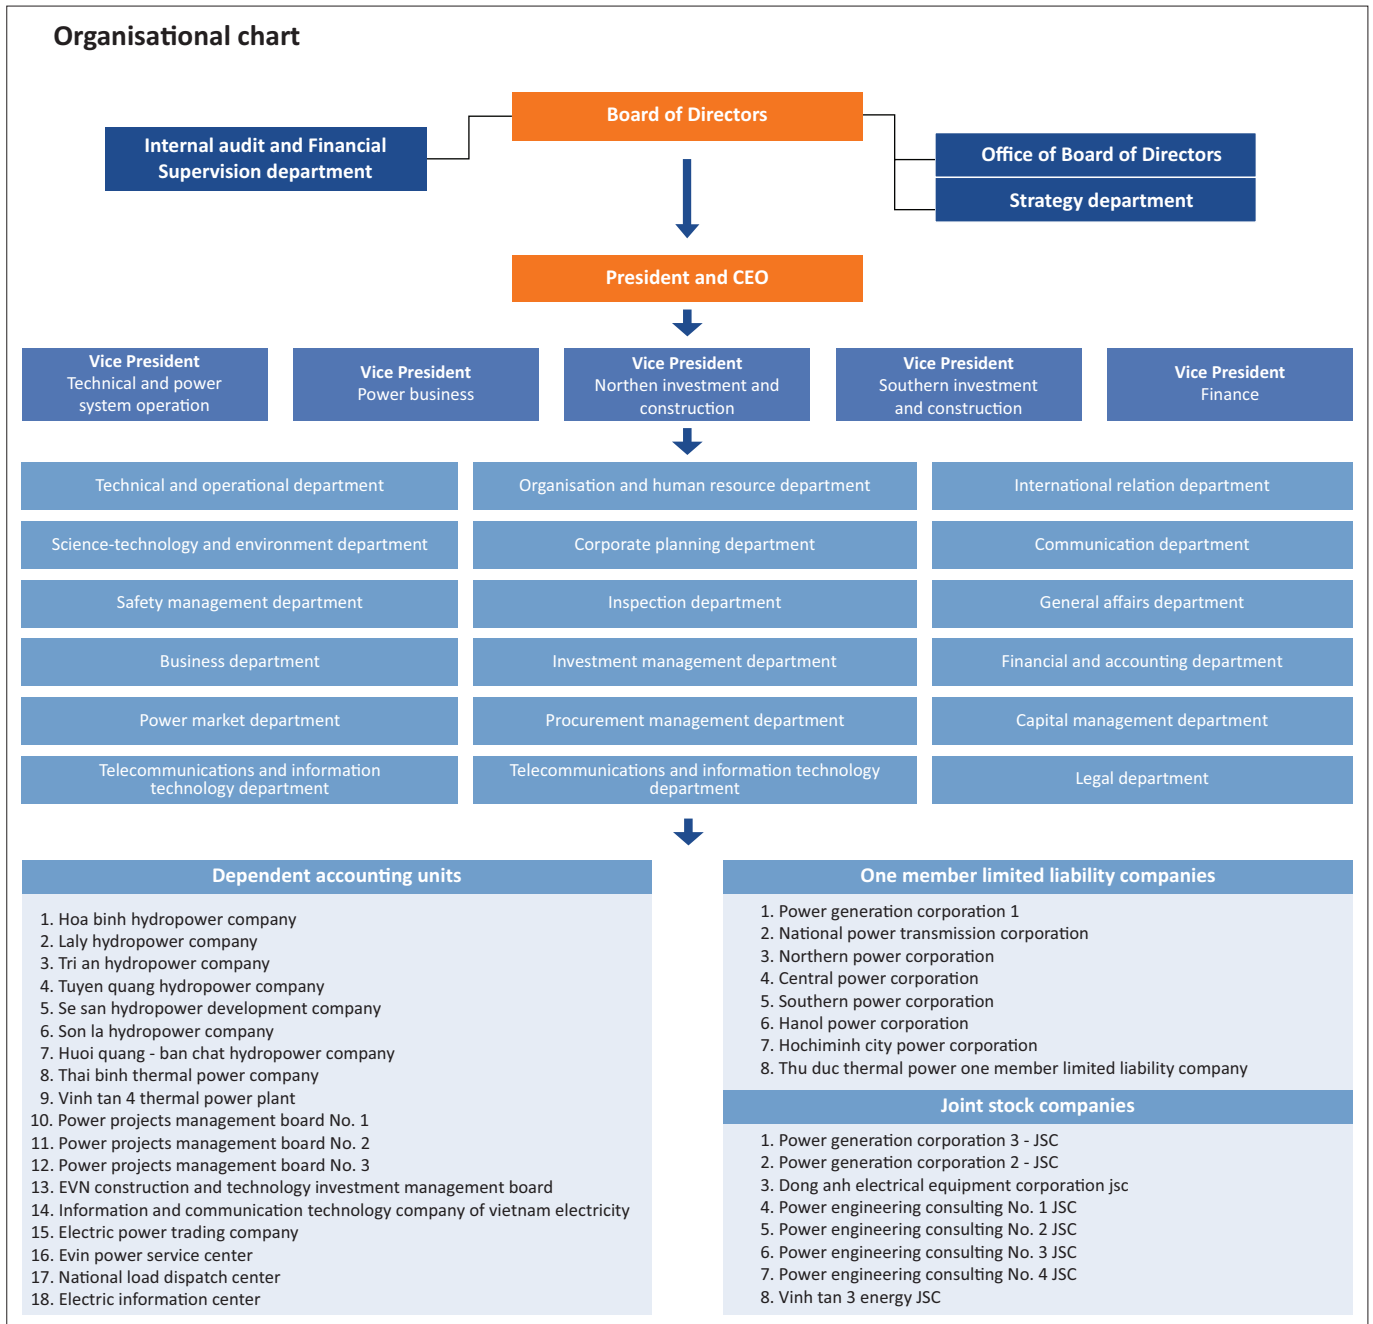 Organisational chart
Board of Directors
Internal audit and Financial
Supervision department
Office of Board of Directors
Strategy department
President and CEO
Vice President
Technical and power
system operation
Vice President
Power business
Vice President
Northen investment and
construction
Vice President
Southern investment
and construction
Vice President
Finance
Technical and operational department
Organisation and human resource department
International relation department
Science-technology and environment department
Corporate planning department
Communication department
Safety management department
Inspection department
General affairs department
Business department
Investment management department
Financial and accounting department
Power market department
Procurement management department
Capital management department
Telecommunications and information
technology department
Telecommunications and information technology
department
Legal department
Dependent accounting units
1. Hoa binh hydropower company
2. Laly hydropower company
3. Tri an hydropower company
4. Tuyen quang hydropower company
5. Se san hydropower development company
6. Son la hydropower company
7. Huoi quang - ban chat hydropower company
8. Thai binh thermal power company
9. Vinh tan 4 thermal power plant
10. Power projects management board No. 1
11. Power projects management board No. 2
12. Power projects management board No. 3
13. EVN construction and technology investment management board
14. Information and communication technology company of vietnam electricity
15. Electric power trading company
16. Evin power service center
17. National load dispatch center
18. Electric information center
One member limited liability companies
1. Power generation corporation 1
2. National power transmission corporation
3. Northern power corporation
4. Central power corporation
5. Southern power corporation
6. Hanol power corporation
7. Hochiminh city power corporation
8. Thu duc thermal power one member limited liability company
Joint stock companies
1. Power generation corporation 3 - JSC
2. Power generation corporation 2 - JSC
3. Dong anh electrical equipment corporation jsc
4. Power engineering consulting No. 1 JSC
5. Power engineering consulting No. 2 JSC
6. Power engineering consulting No. 3 JSC
7. Power engineering consulting No. 4 JSC
8. Vinh tan 3 energy JSC